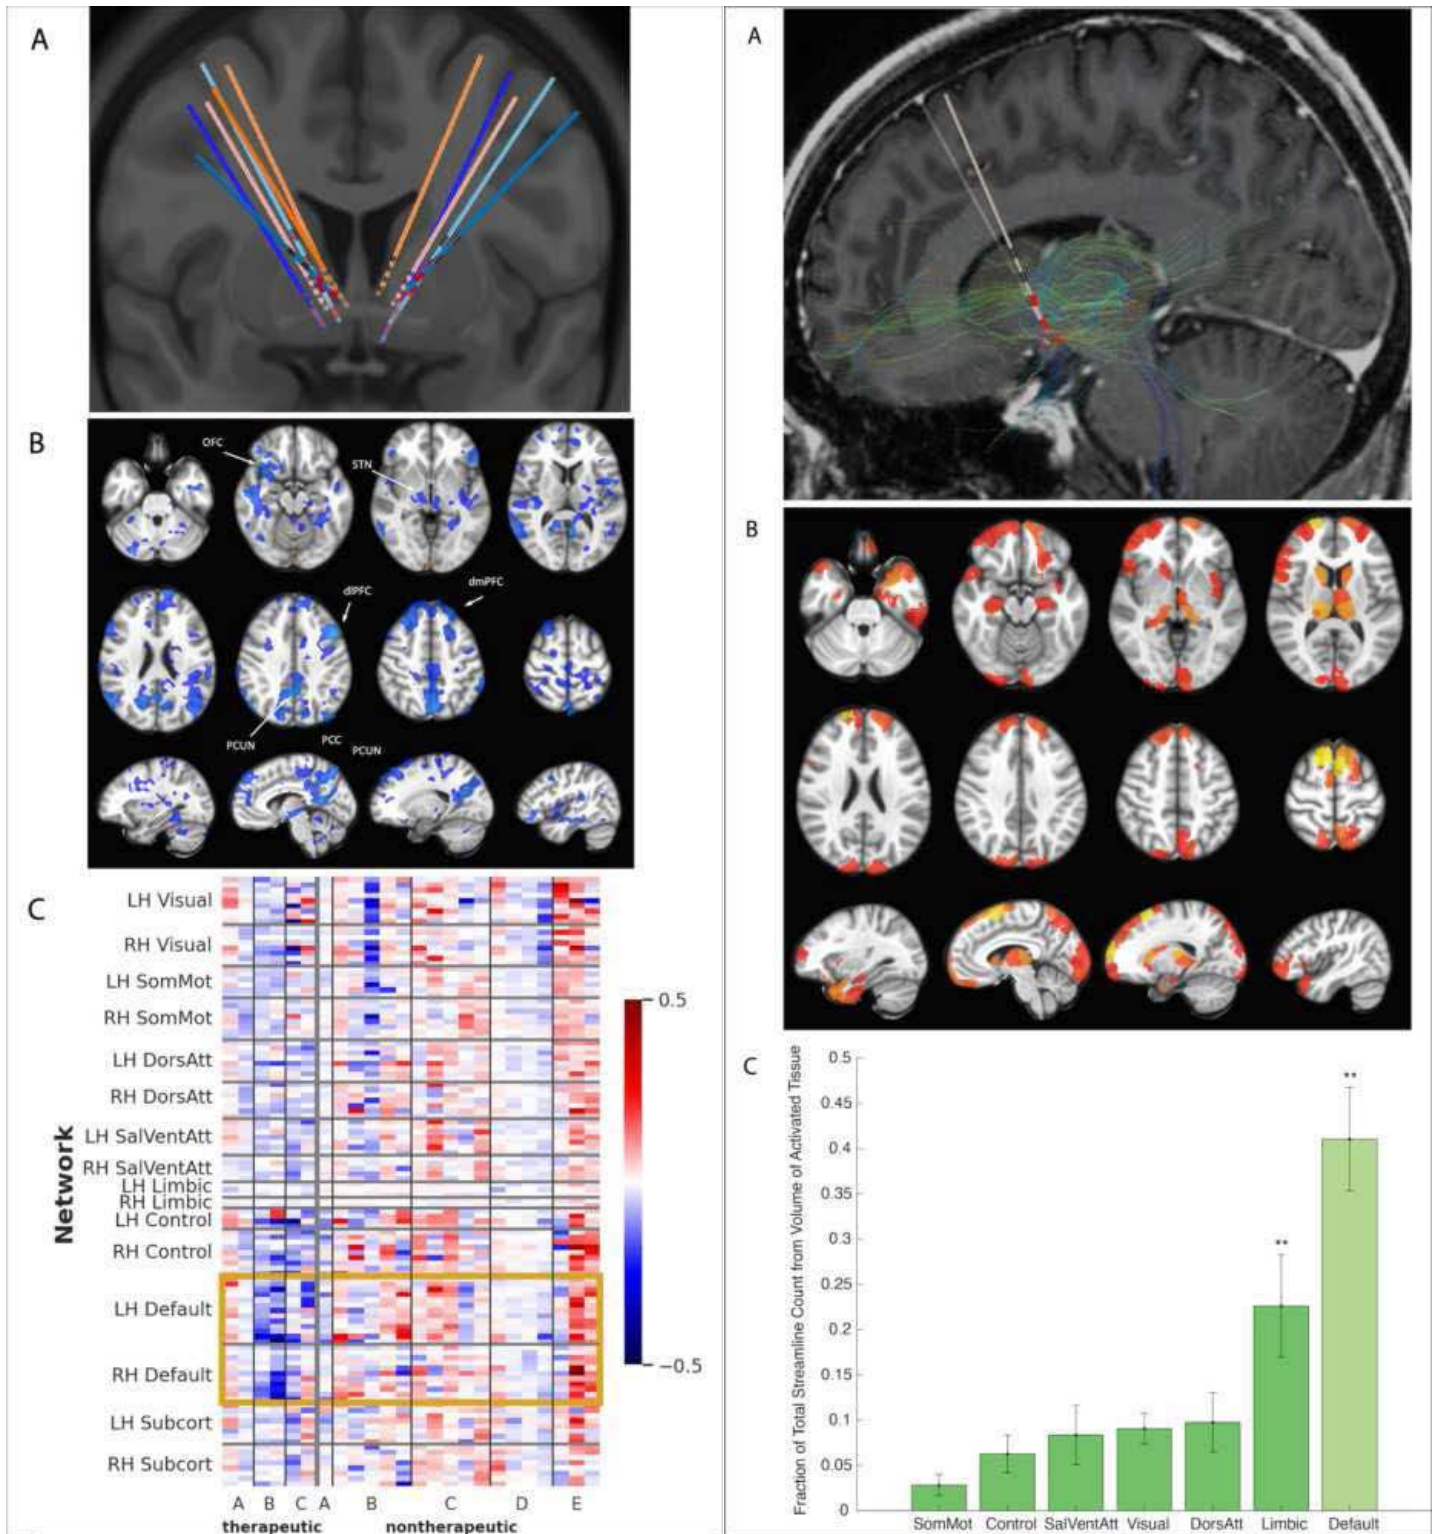 A
B
OFC
STN
dlPFC
dmPFC
PCUN
PCC
PCUN
C
Network
LH Visual
RH Visual
LH SomMot
RH SomMot
LH DorsAtt
RH DorsAtt
LH SalVentAtt
RH SalVentAtt
LH Limbic
RH Limbic
LH Control
RH Control
LH Default
RH Default
LH Subcort
RH Subcort
0.5
−0.5
A B C A B C D E
therapeutic nontherapeutic
A
B
C
Fraction of Total Streamline Count from Volume of Activated Tissue
0.5
0.45
0.4
0.35
0.3
0.25
0.2
0.15
0.1
0.05
0
**
**
SomMot Control SalVentAtt Visual DorsAtt Limbic Default